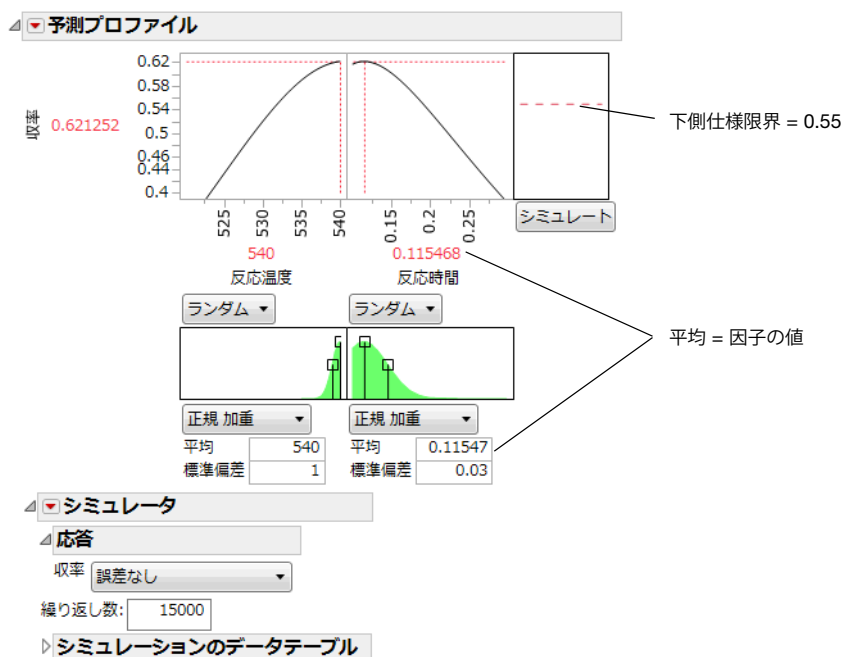 予測プロファイル
0.62
0.58
0.54
0.5
0.46
0.44
0.4
収率
0.621252
下側仕様限界 = 0.55
525
530
535
540
0.15
0.2
0.25
シミュレート
540
0.115468
反応温度
反応時間
ランダム
ランダム
平均 = 因子の値
正規 加重
正規 加重
平均 540
平均 0.11547
標準偏差 1
標準偏差 0.03
シミュレータ
応答
収率 誤差なし
繰り返し数: 15000
シミュレーションのデータテーブル